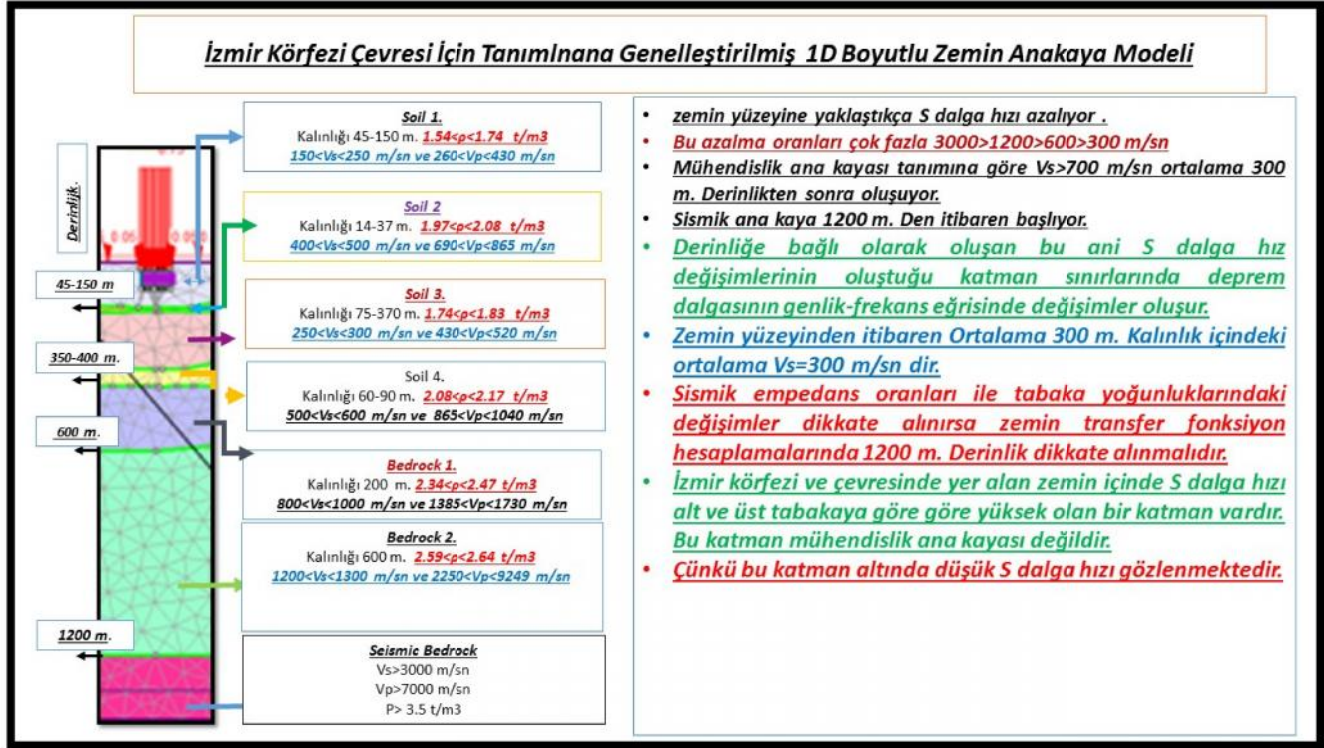 İzmir Körfezi Çevresi İçin Tanımlnana Genelleştirilmiş 1D Boyutlu Zemin Anakaya Modeli
Derinlik.
45-150 m
350-400 m.
600 m.
1200 m.
Soil 1.
Kalınlığı 45-150 m. 1.54<ρ<1.74 t/m3
150<Vs<250 m/sn ve 260<Vp<430 m/sn
Soil 2
Kalınlığı 14-37 m. 1.97<ρ<2.08 t/m3
400<Vs<500 m/sn ve 690<Vp<865 m/sn
Soil 3.
Kalınlığı 75-370 m. 1.74<ρ<1.83 t/m3
250<Vs<300 m/sn ve 430<Vp<520 m/sn
Soil 4.
Kalınlığı 60-90 m. 2.08<ρ<2.17 t/m3
500<Vs<600 m/sn ve 865<Vp<1040 m/sn
Bedrock 1.
Kalınlığı 200 m. 2.34<ρ<2.47 t/m3
800<Vs<1000 m/sn ve 1385<Vp<1730 m/sn
Bedrock 2.
Kalınlığı 600 m. 2.59<ρ<2.64 t/m3
1200<Vs<1300 m/sn ve 2250<Vp<9249 m/sn
Seismic Bedrock
Vs>3000 m/sn
Vp>7000 m/sn
P> 3.5 t/m3
• zemin yüzeyine yaklaştıkça S dalga hızı azalıyor .
• Bu azalma oranları çok fazla 3000>1200>600>300 m/sn
• Mühendislik ana kayası tanımına göre Vs>700 m/sn ortalama 300
m. Derinlikten sonra oluşuyor.
• Sismik ana kaya 1200 m. Den itibaren başlıyor.
• Derinliğe bağlı olarak oluşan bu ani S dalga hız
değişimlerinin oluştuğu katman sınırlarında deprem
dalgasının genlik-frekans eğrisinde değişimler oluşur.
• Zemin yüzeyinden itibaren Ortalama 300 m. Kalınlık içindeki
ortalama Vs=300 m/sn dir.
• Sismik empedans oranları ile tabaka yoğunluklarındaki
değişimler dikkate alınırsa zemin transfer fonksiyon
hesaplamalarında 1200 m. Derinlik dikkate alınmalıdır.
• İzmir körfezi ve çevresinde yer alan zemin içinde S dalga hızı
alt ve üst tabakaya göre göre yüksek olan bir katman vardır.
Bu katman mühendislik ana kayası değildir.
• Çünkü bu katman altında düşük S dalga hızı gözlenmektedir.